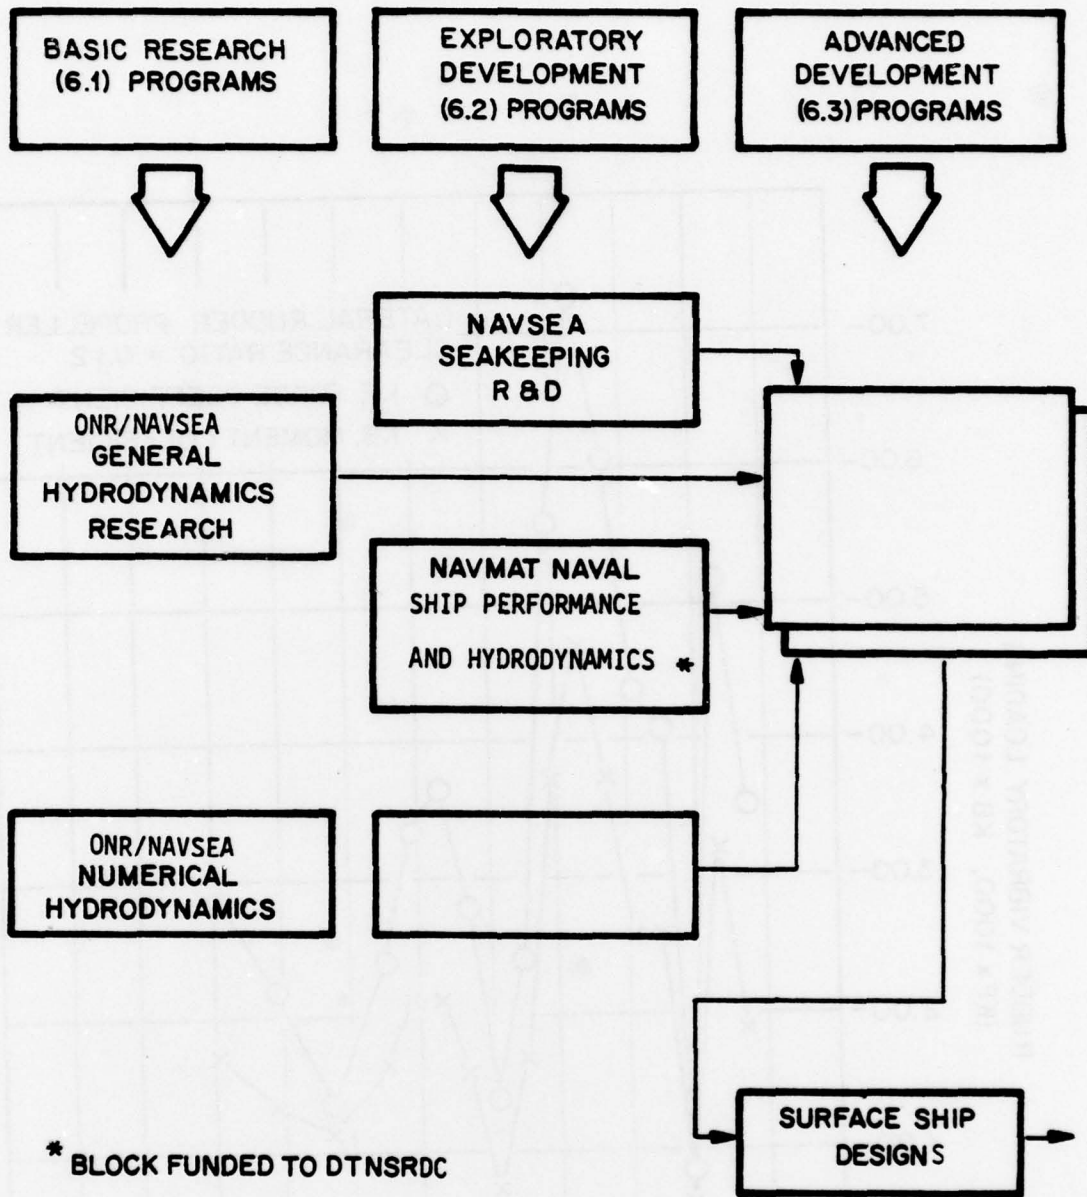 BASIC RESEARCH
(6.1) PROGRAMS
EXPLORATORY
DEVELOPMENT
(6.2) PROGRAMS
ADVANCED
DEVELOPMENT
(6.3) PROGRAMS
NAVSEA
SEAKEEPING
R & D
ONR/NAVSEA
GENERAL
HYDRODYNAMICS
RESEARCH
NAVMAT NAVAL
SHIP PERFORMANCE
AND HYDRODYNAMICS *
ONR/NAVSEA
NUMERICAL
HYDRODYNAMICS
SURFACE SHIP
DESIGNS
* BLOCK FUNDED TO DTNSRDC